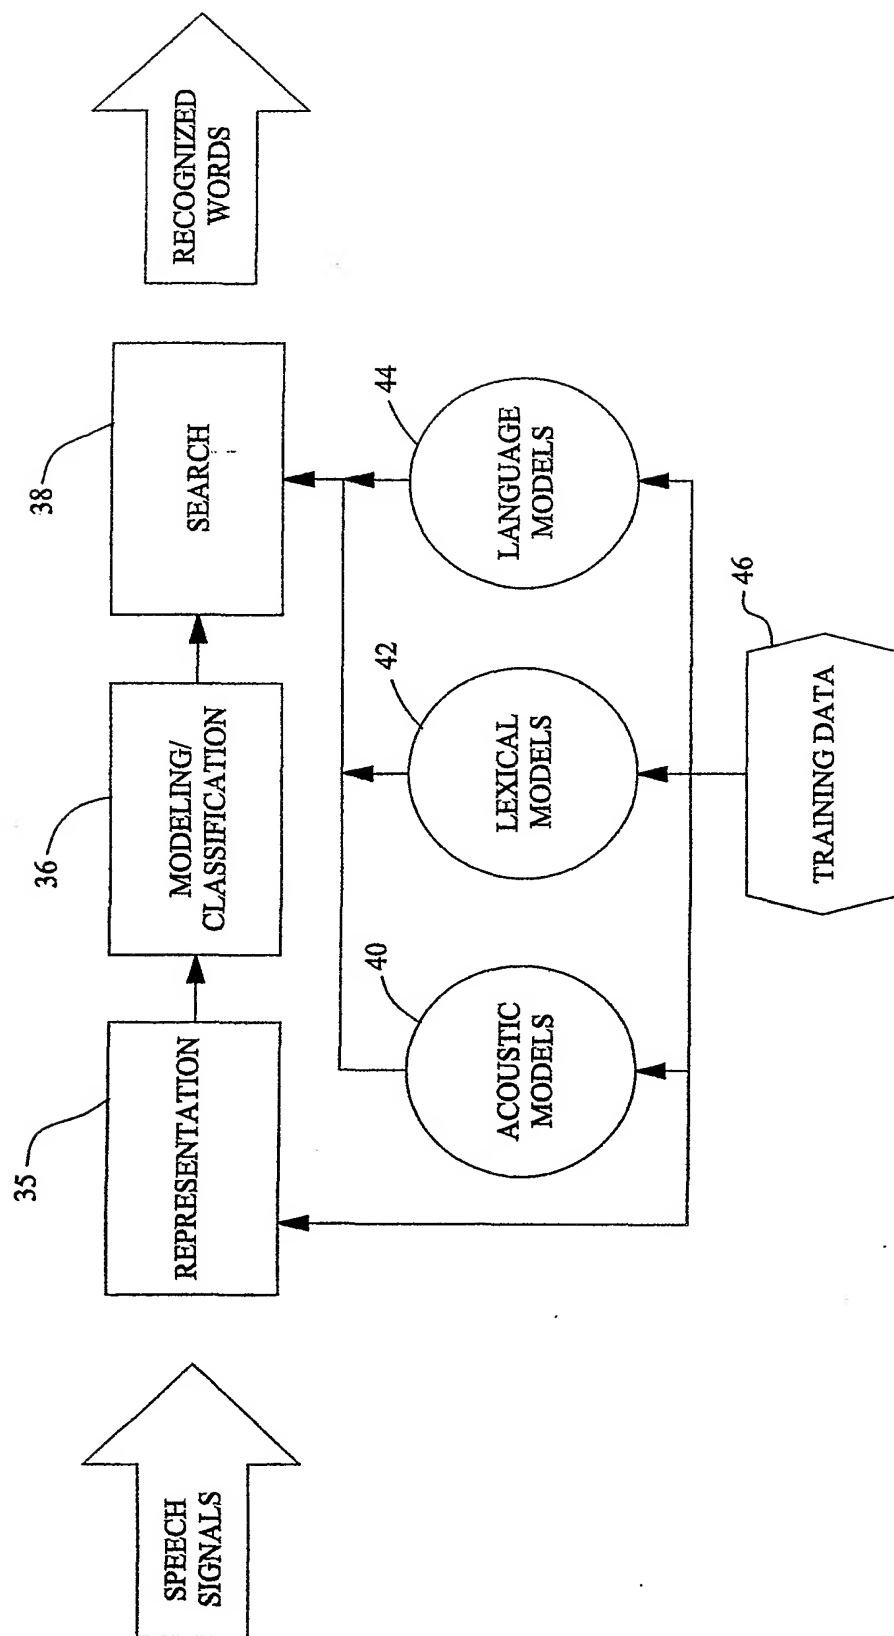 SPEECH
SIGNALS
35
REPRESENTATION
36
MODELING/
CLASSIFICATION
38
SEARCH
RECOGNIZED
WORDS
40
ACOUSTIC
MODELS
42
LEXICAL
MODELS
44
LANGUAGE
MODELS
46
TRAINING DATA